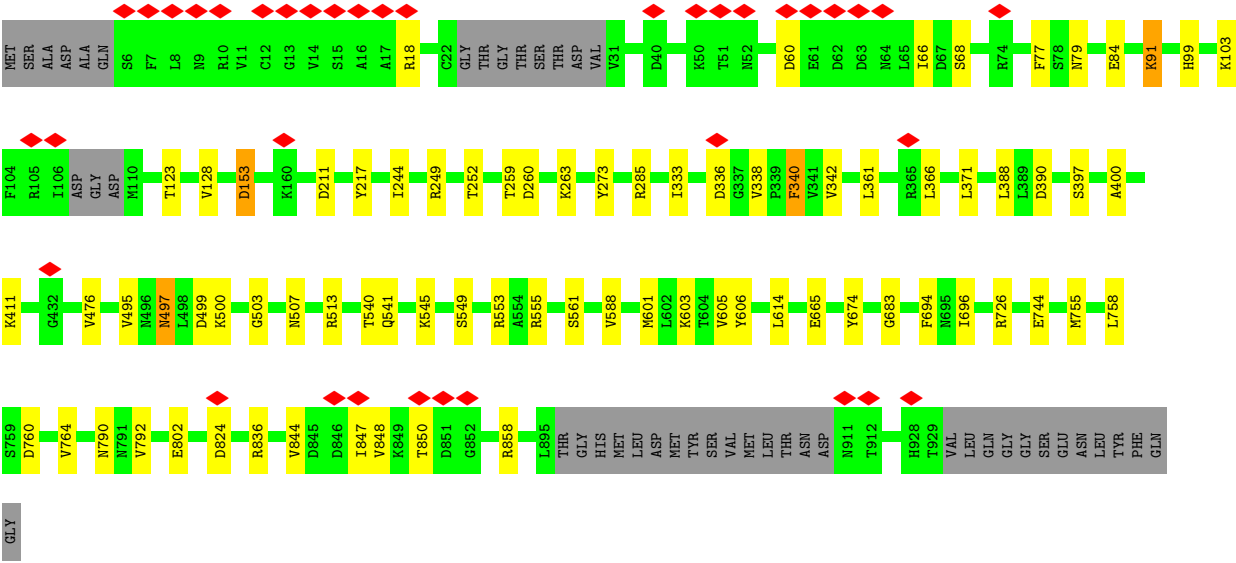 MET SER ALA ASP ALA GLN S6 F7 L8 N9 R10 V11 C12 G13 V14 S15 A16 A17 R18 C22 GLY THR GLY THR SER THR ASP VAL V31 D40 K50 T51 N52 D60 E61 D62 D63 N64 L65 I66 D67 S68 R74 F77 S78 N79 E84 K91 H99 K103
F104 R105 I106 ASP GLY ASP M110 T123 V128 D153 K160 D211 Y217 I244 R249 T252 T259 D260 K263 Y273 R285 I333 D336 G337 V338 P339 F340 V341 V342 L361 R365 L366 L371 L388 L389 D390 S397 A400
K411 G432 V476 V495 N496 N497 L498 D499 K500 G503 N507 R513 T540 Q541 K545 S549 R553 A554 R555 S561 V588 M601 L602 K603 T604 V605 Y606 L614 E665 Y674 G683 F694 N695 I696 R726 E744 M755 L758
S759 D760 V764 N790 N791 V792 E802 D824 R836 V844 D845 D846 I847 V848 K849 T850 D851 G852 R858 L895 THR GLY HIS MET LEU ASP MET TYR SER VAL MET LEU THR ASN ASP N911 T912 H928 T929 VAL LEU GLN GLY GLY SER GLU ASN LEU TYR PHE GLN
GLY